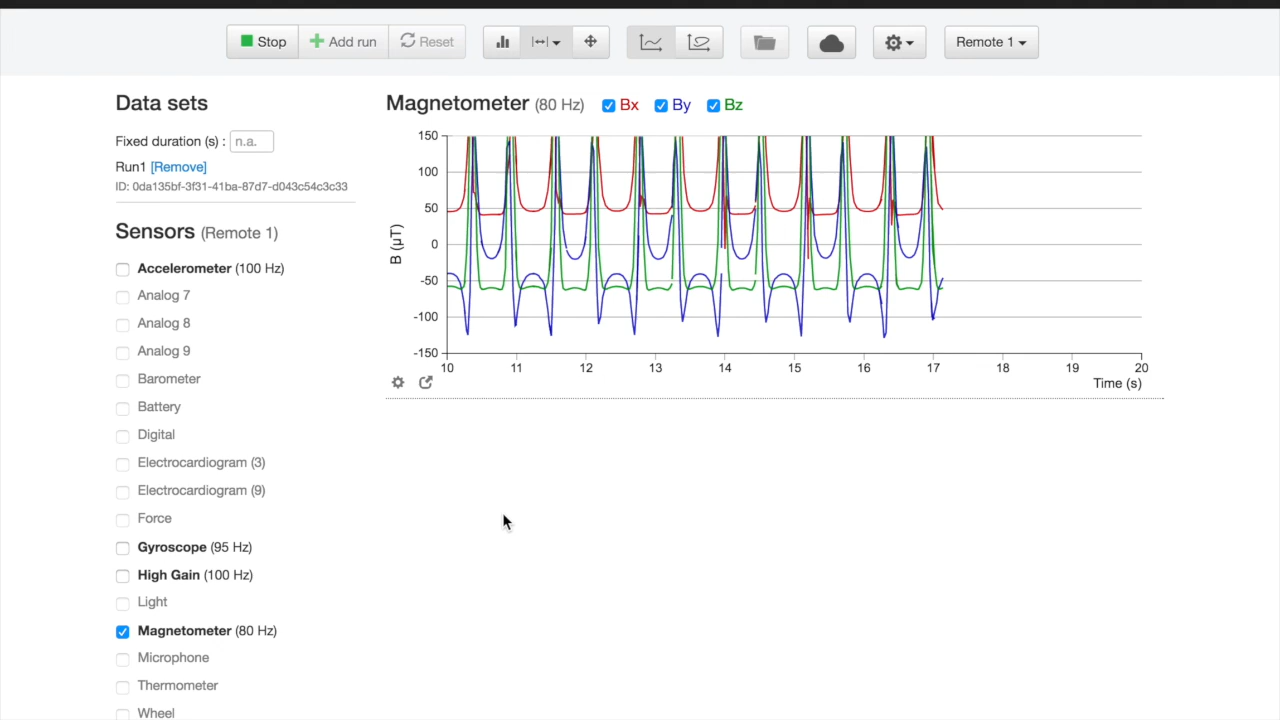 Stop Add run Reset Remote 1
Data sets
Fixed duration (s) : n.a.
Run1 [Remove]
ID: 0da135bf-3f31-41ba-87d7-d043c54c3c33
Sensors (Remote 1)
Accelerometer (100 Hz)
Analog 7
Analog 8
Analog 9
Barometer
Battery
Digital
Electrocardiogram (3)
Electrocardiogram (9)
Force
Gyroscope (95 Hz)
High Gain (100 Hz)
Light
Magnetometer (80 Hz)
Microphone
Thermometer
Wheel
Magnetometer (80 Hz) Bx By Bz
B (μT)
150
100
50
0
-50
-100
-150
10 11 12 13 14 15 16 17 18 19 20
Time (s)